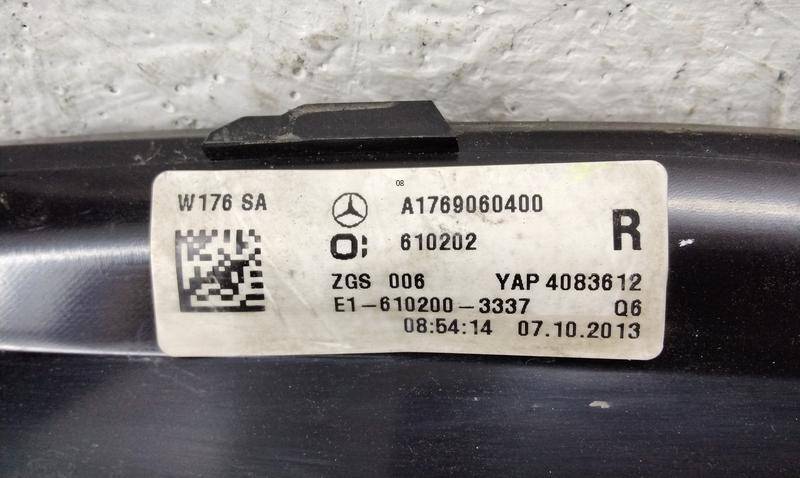 08
W176 SA
A1769060400
610202
R
ZGS 006 YAP 4083612
E1-610200-3337 Q6
08:54:14 07.10.2013